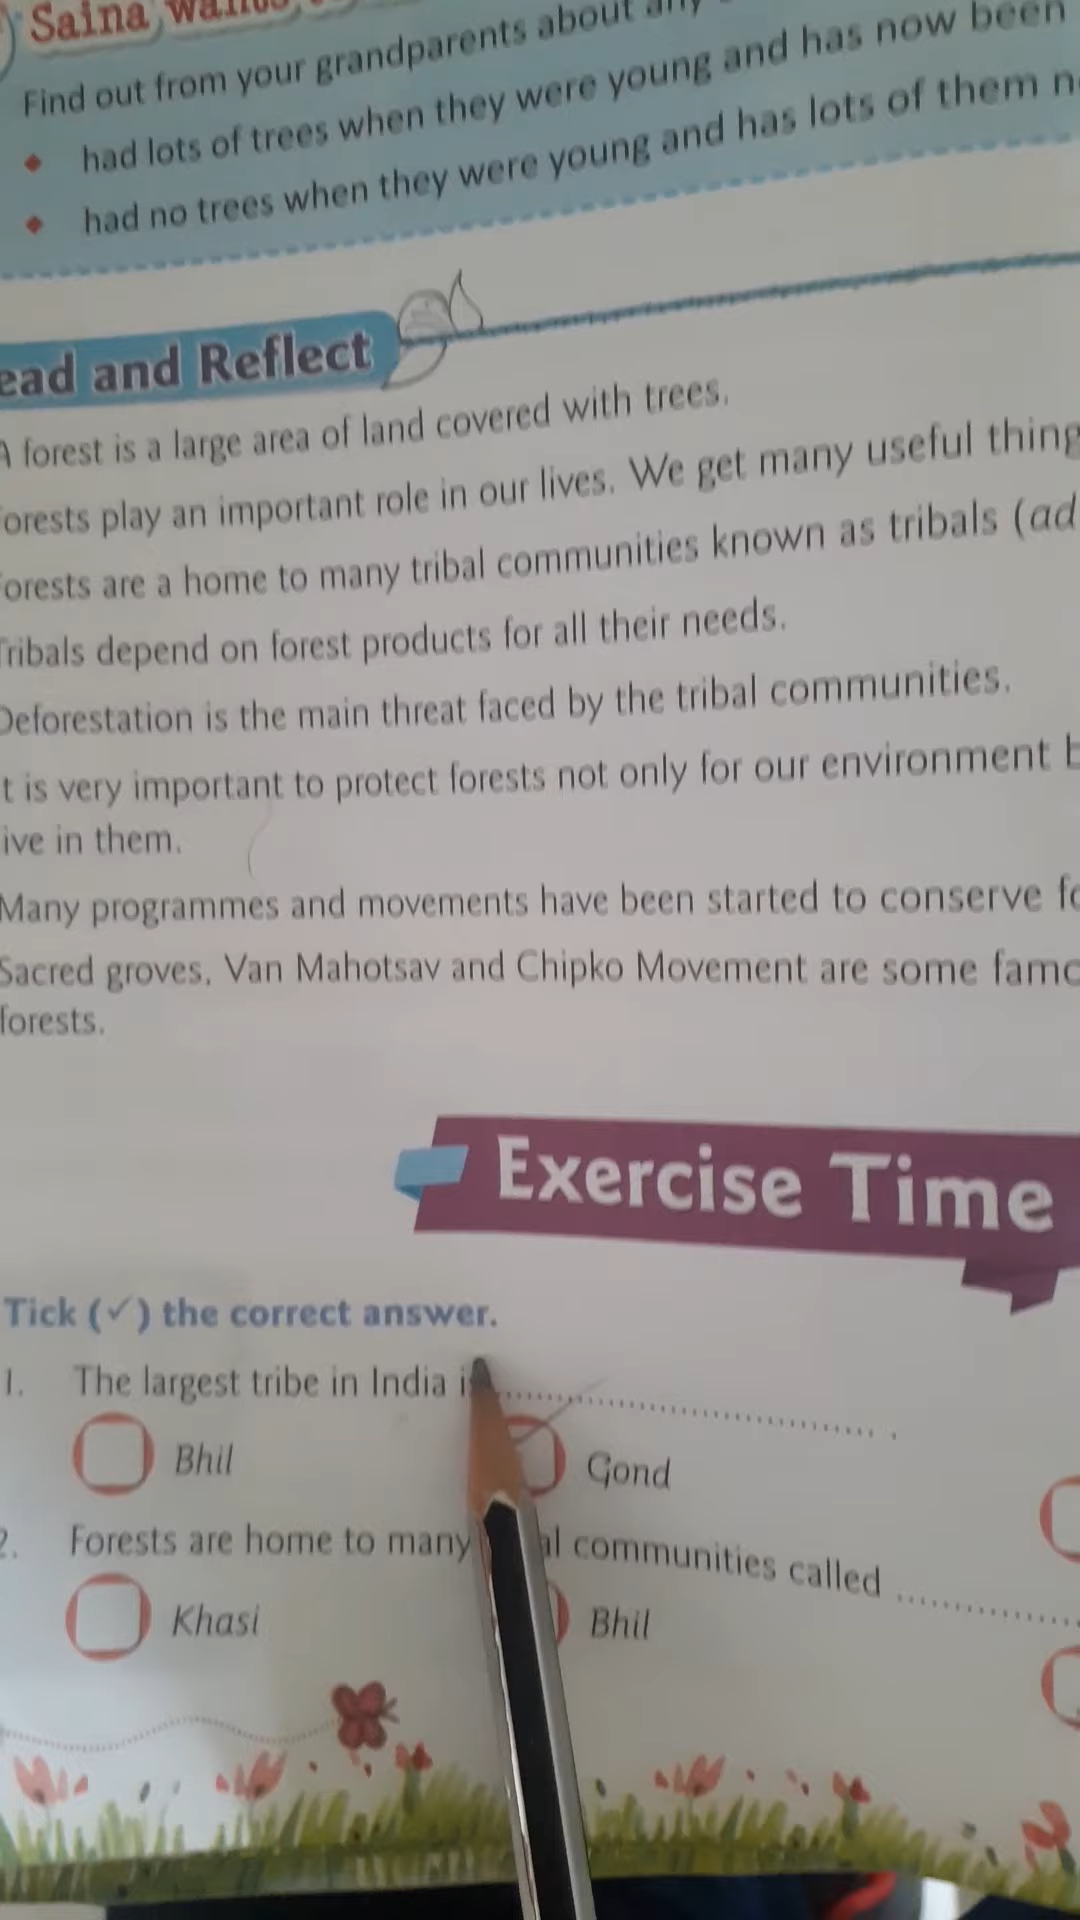 Saina wants
Find out from your grandparents about any
had lots of trees when they were young and has now been
had no trees when they were young and has lots of them
ead and Reflect
A forest is a large area of land covered with trees.
orests play an important role in our lives. We get many useful thing
orests are a home to many tribal communities known as tribals (ad
Tribals depend on forest products for all their needs.
Deforestation is the main threat faced by the tribal communities.
t is very important to protect forests not only for our environment b
ive in them.
Many programmes and movements have been started to conserve fo
Sacred groves, Van Mahotsav and Chipko Movement are some famo
forests.
Exercise Time
Tick (✓) the correct answer.
1. The largest tribe in India i ..............................
Bhil Gond
2. Forests are home to many al communities called ....................
Khasi Bhil